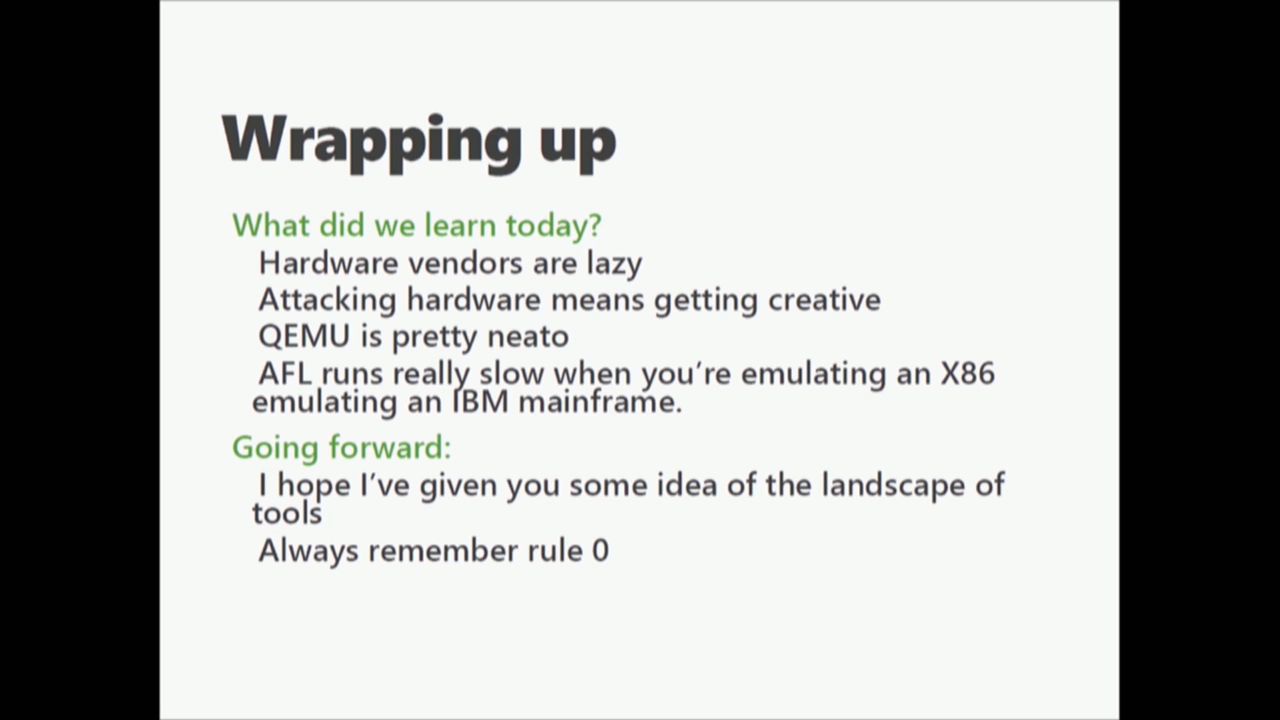 Wrapping up
What did we learn today?
Hardware vendors are lazy
Attacking hardware means getting creative
QEMU is pretty neato
AFL runs really slow when you’re emulating an X86
emulating an IBM mainframe.
Going forward:
I hope I’ve given you some idea of the landscape of
tools
Always remember rule 0